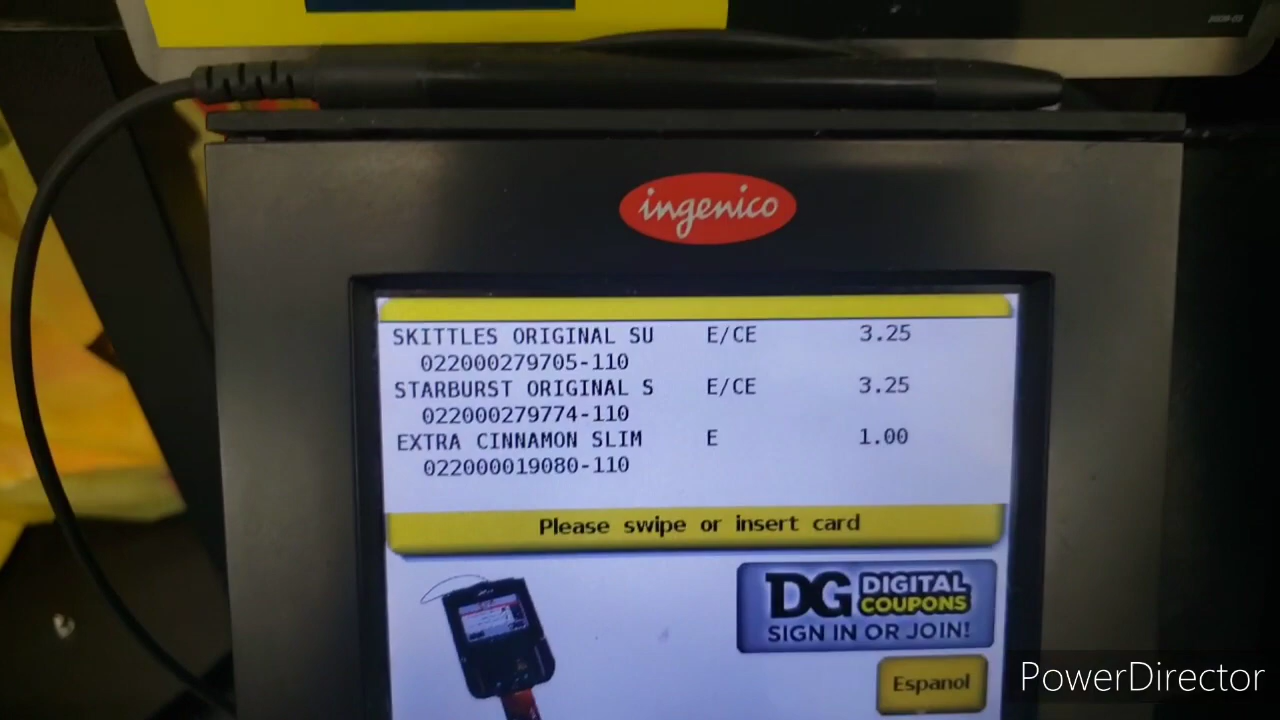 ingenico
SKITTLES ORIGINAL SU E/CE 3.25
022000279705-110
STARBURST ORIGINAL S E/CE 3.25
022000279774-110
EXTRA CINNAMON SLIM E 1.00
022000019080-110
Please swipe or insert card
DG DIGITAL
COUPONS
SIGN IN OR JOIN!
Espanol
PowerDirector